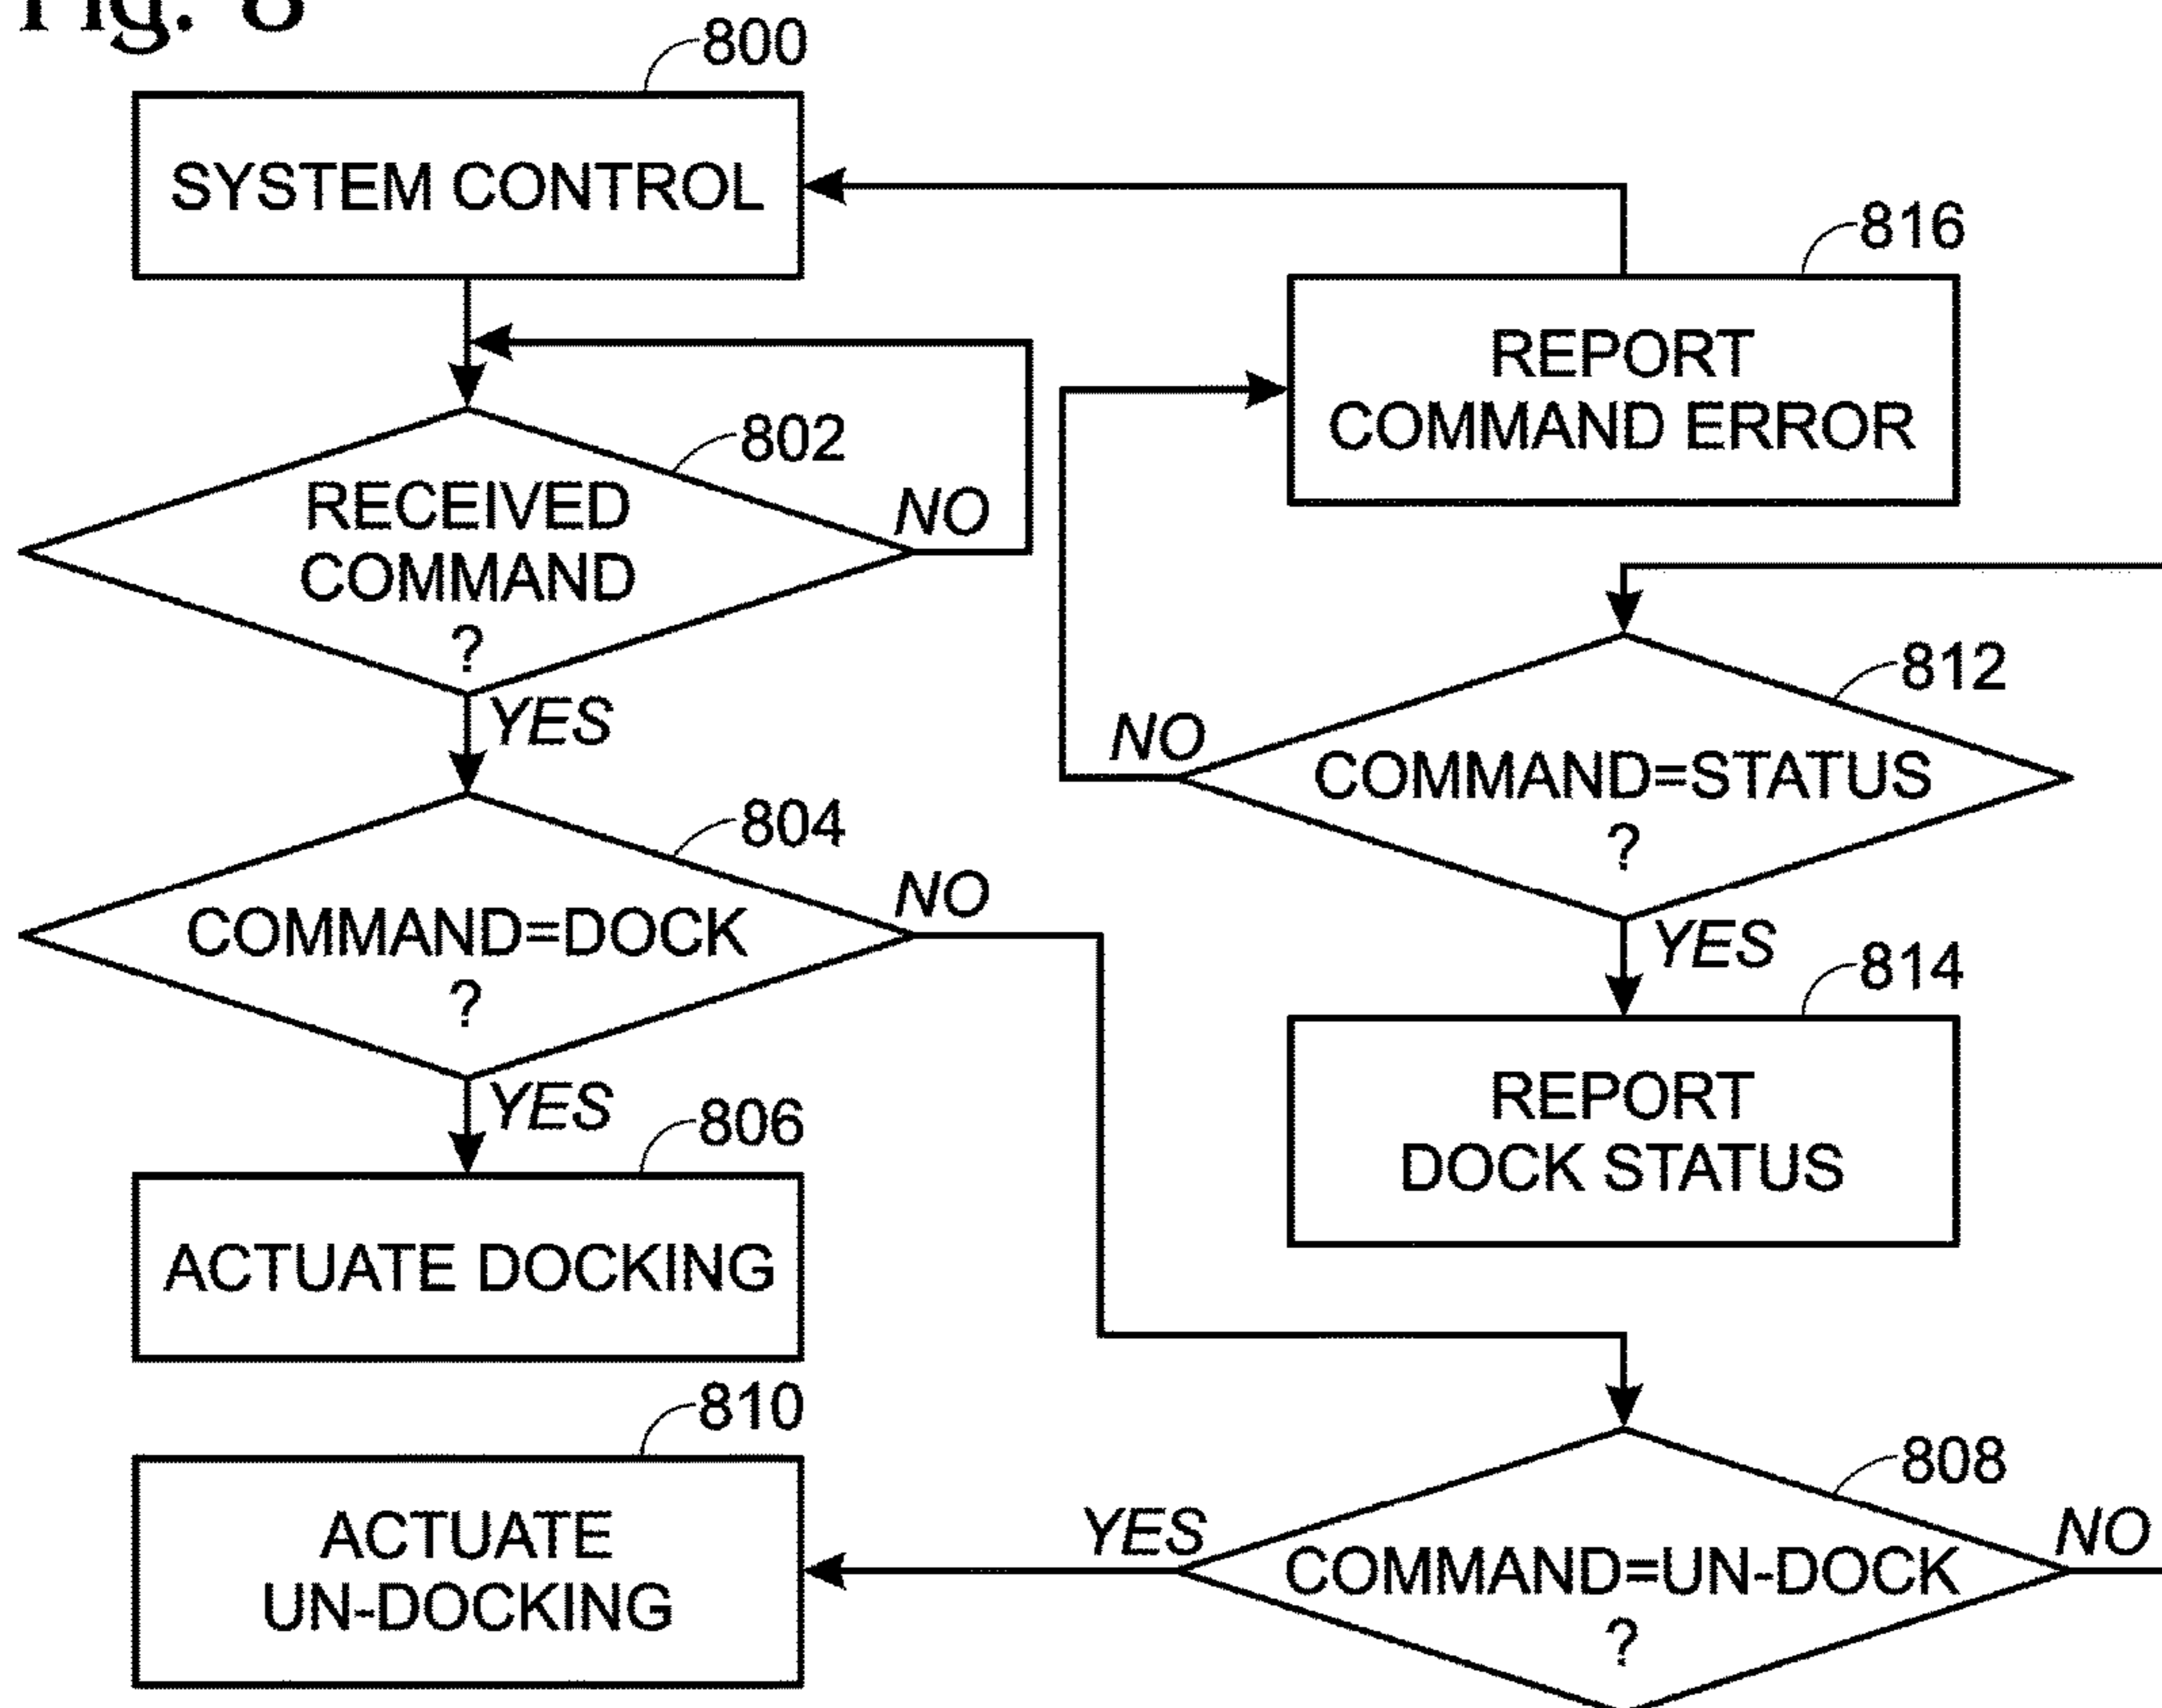 Fig. 8
800
SYSTEM CONTROL
816
REPORT
COMMAND ERROR
802
RECEIVED
COMMAND
?
NO
YES
812
COMMAND=STATUS
?
NO
YES
804
COMMAND=DOCK
?
NO
YES
814
REPORT
DOCK STATUS
806
ACTUATE DOCKING
810
ACTUATE
UN-DOCKING
808
COMMAND=UN-DOCK
?
YES
NO